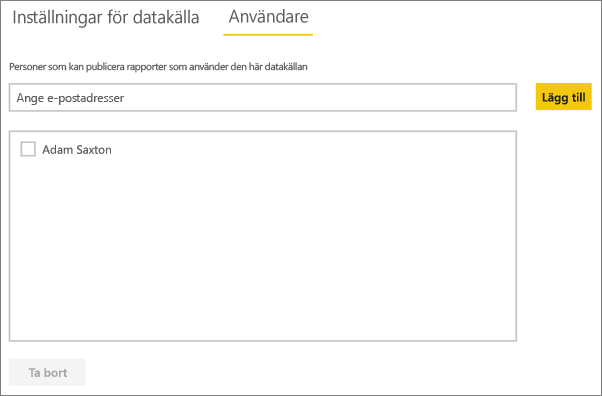 Inställningar för datakälla Användare
Personer som kan publicera rapporter som använder den här datakällan
Ange e-postadresser
Lägg till
Adam Saxton
Ta bort